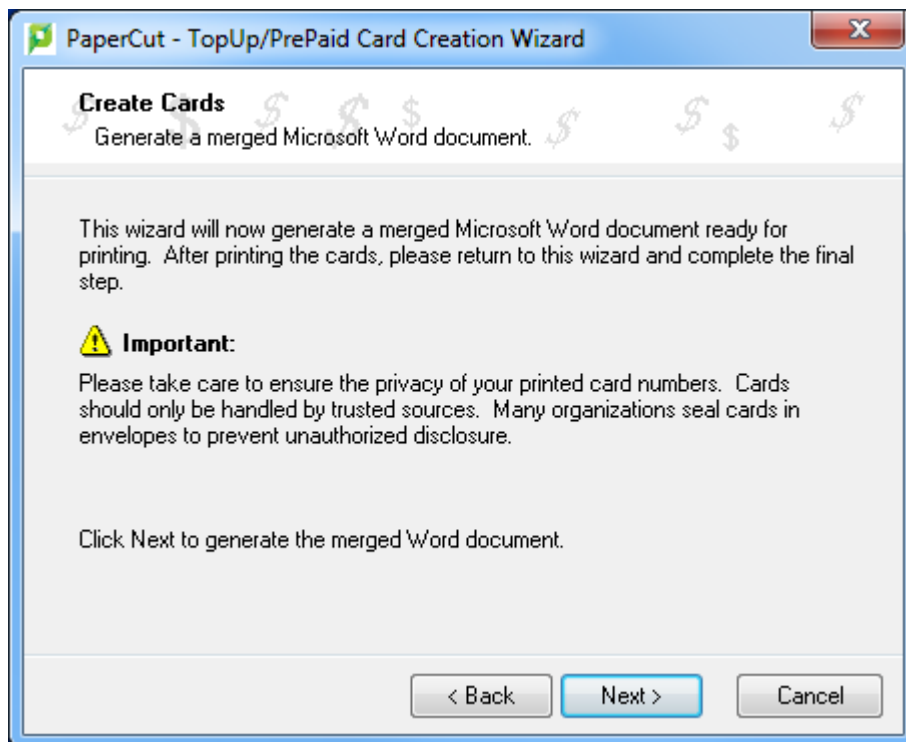 PaperCut - TopUp/PrePaid Card Creation Wizard
Create Cards
Generate a merged Microsoft Word document.
This wizard will now generate a merged Microsoft Word document ready for
printing.  After printing the cards, please return to this wizard and complete the final
step.
Important:
Please take care to ensure the privacy of your printed card numbers.  Cards
should only be handled by trusted sources.  Many organizations seal cards in
envelopes to prevent unauthorized disclosure.
Click Next to generate the merged Word document.
< Back Next > Cancel